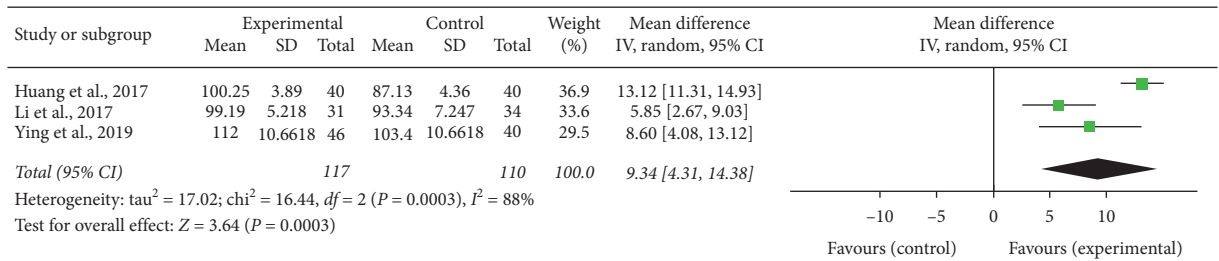 Study or subgroup Experimental Control Weight (%) Mean difference IV, random, 95% CI Mean difference IV, random, 95% CI
Mean SD Total Mean SD Total
Huang et al., 2017 100.25 3.89 40 87.13 4.36 40 36.9 13.12 [11.31, 14.93]
Li et al., 2017 99.19 5.218 31 93.34 7.247 34 33.6 5.85 [2.67, 9.03]
Ying et al., 2019 112 10.6618 46 103.4 10.6618 40 29.5 8.60 [4.08, 13.12]
Total (95% CI) 117 110 100.0 9.34 [4.31, 14.38]
Heterogeneity: tau² = 17.02; chi² = 16.44, df = 2 (P = 0.0003), I² = 88%
Test for overall effect: Z = 3.64 (P = 0.0003)
–10 –5 0 5 10
Favours (control) Favours (experimental)